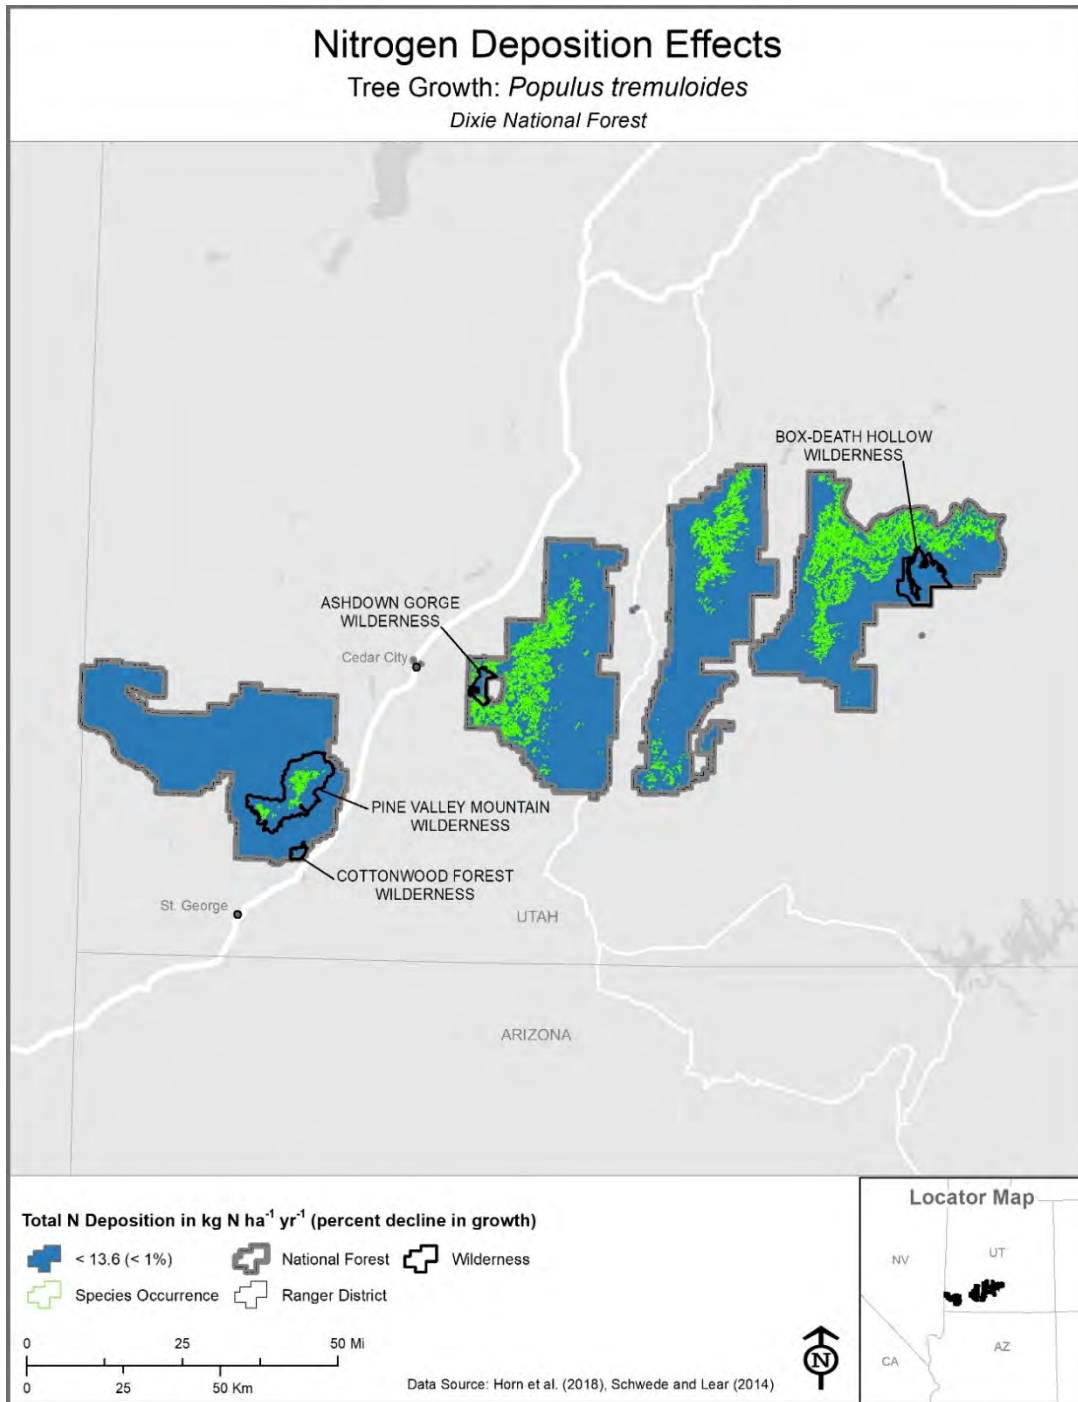 Nitrogen Deposition Effects
Tree Growth: Populus tremuloides
Dixie National Forest
BOX-DEATH HOLLOW
WILDERNESS
ASHDOWN GORGE
WILDERNESS
Cedar City
PINE VALLEY MOUNTAIN
WILDERNESS
COTTONWOOD FOREST
WILDERNESS
St. George
UTAH
ARIZONA
Total N Deposition in kg N ha⁻¹ yr⁻¹ (percent decline in growth)
< 13.6 (< 1%)
National Forest
Wilderness
Species Occurrence
Ranger District
0 25 50 Mi
0 25 50 Km
Data Source: Horn et al. (2018), Schwede and Lear (2014)
N
Locator Map
NV
UT
CA
AZ